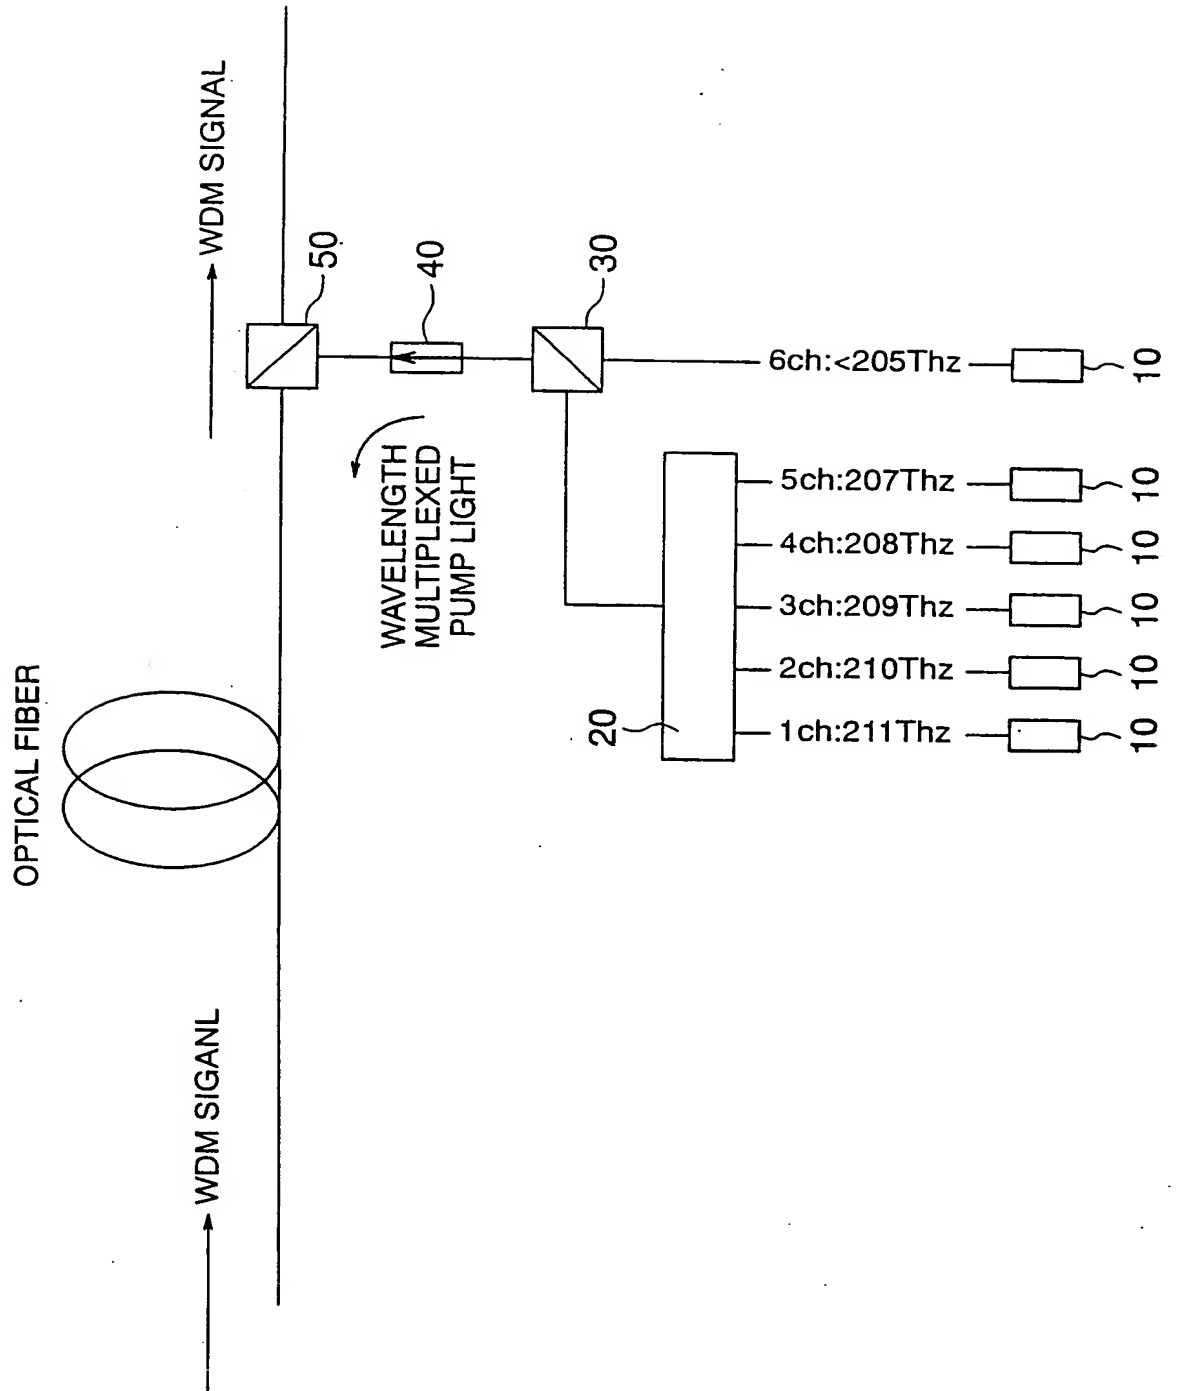 OPTICAL FIBER
WDM SIGANL
WDM SIGNAL
50
WAVELENGTH
MULTIPLEXED
PUMP LIGHT
40
30
20
1ch:211Thz
2ch:210Thz
3ch:209Thz
4ch:208Thz
5ch:207Thz
6ch:<205Thz
10
10
10
10
10
10